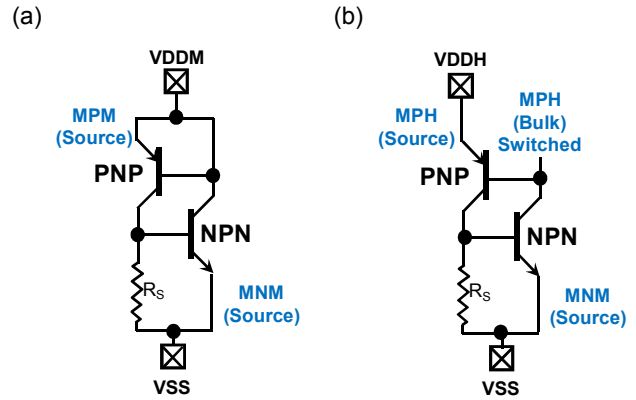 (a)
VDDM
MPM
(Source)
PNP
NPN
RS
MNM
(Source)
VSS
(b)
VDDH
MPH
(Source)
MPH
(Bulk)
Switched
PNP
NPN
RS
MNM
(Source)
VSS